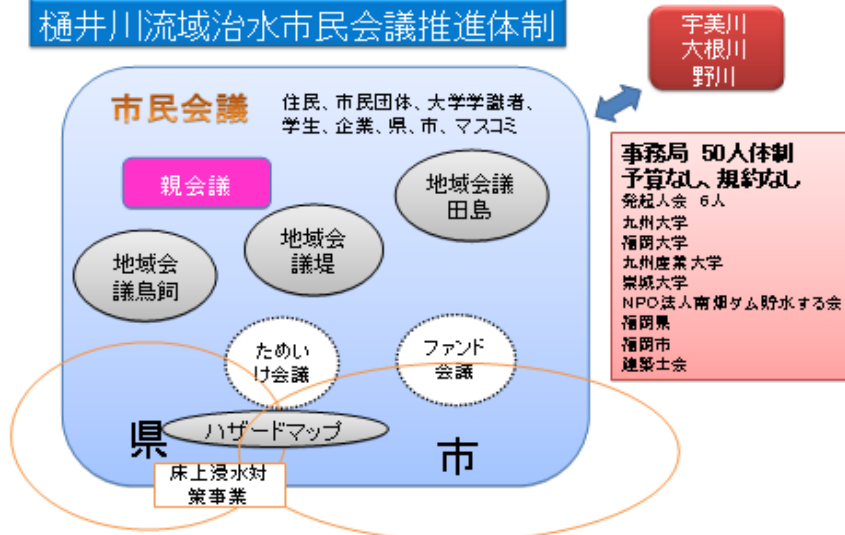 樋井川流域治水市民会議推進体制
宇美川
大根川
野川
市民会議
住民、市民団体、大学学識者、
学生、企業、県、市、マスコミ
親会議
地域会議
田島
地域会
議堤
地域会
議鳥飼
ためい
け会議
ファンド
会議
ハザードマップ
県
市
床上浸水対
策事業
事務局 50人体制
予算なし、規約なし
発起人会 6人
九州大学
福岡大学
九州産業大学
崇城大学
NPO法人南畑ダム貯水する会
福岡県
福岡市
建築士会